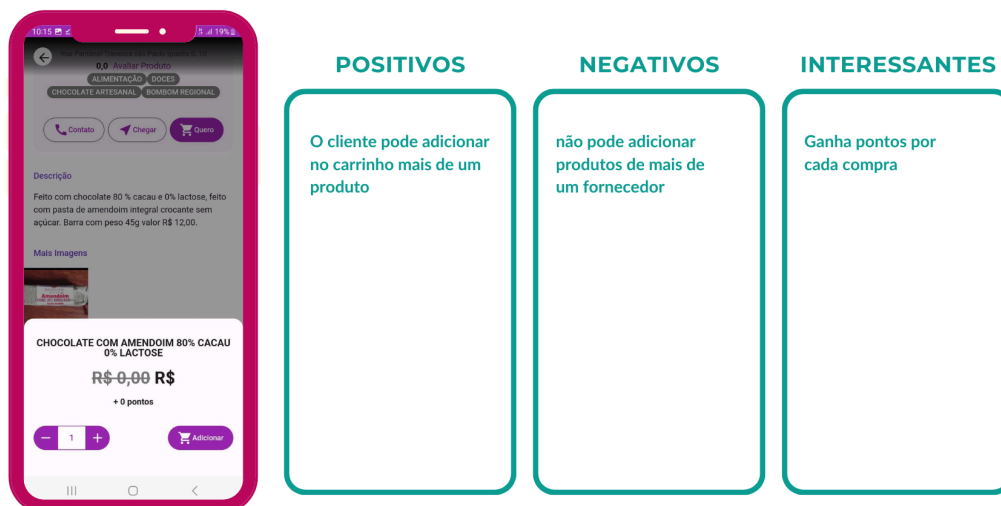 10:15
19%
0,0 Avaliar Produto
ALIMENTAÇÃO DOCES
CHOCOLATE ARTESANAL BOMBOM REGIONAL
Contato Chegar Quero
Descrição
Feito com chocolate 80 % cacau e 0% lactose, feito
com pasta de amendoim integral crocante sem
açúcar. Barra com peso 45g valor R$ 12,00.
Mais Imagens
Amendoim
CHOCOLATE COM AMENDOIM 80% CACAU
0% LACTOSE
R$ 0,00 R$
+ 0 pontos
− 1 + Adicionar
POSITIVOS
O cliente pode adicionar
no carrinho mais de um
produto
NEGATIVOS
não pode adicionar
produtos de mais de
um fornecedor
INTERESSANTES
Ganha pontos por
cada compra